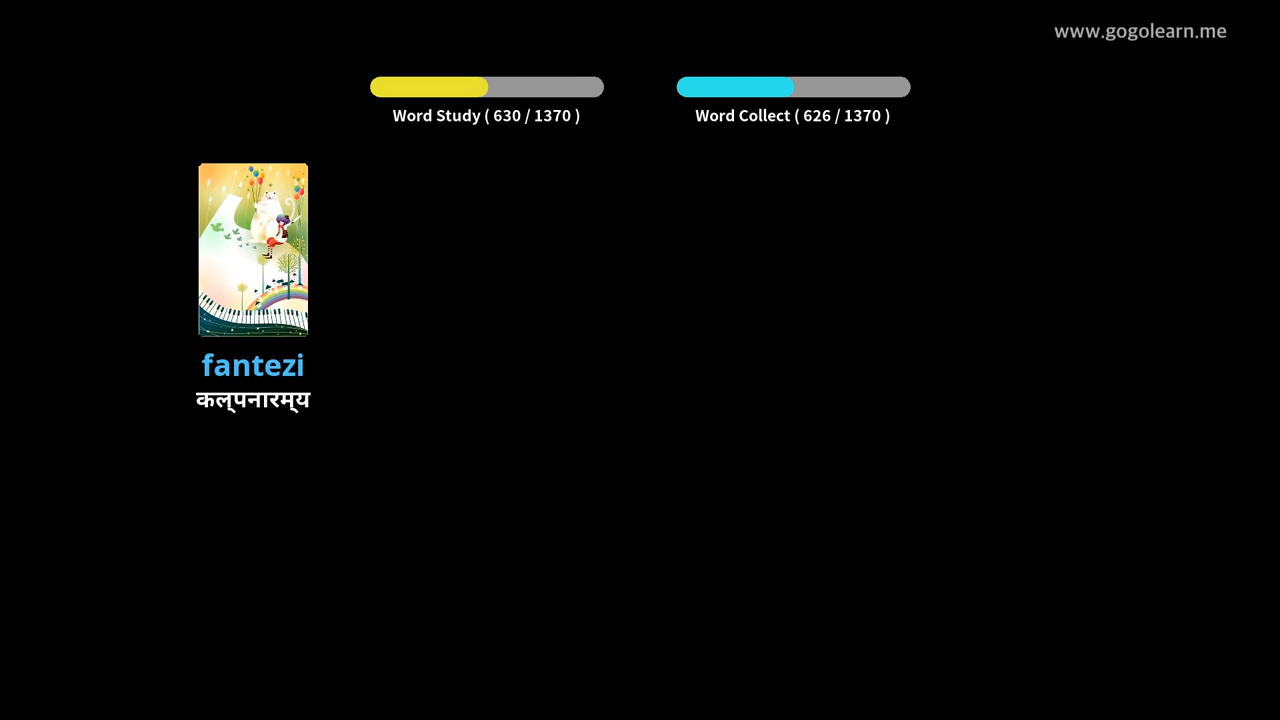 www.gogolearn.me
Word Study ( 630 / 1370 )
Word Collect ( 626 / 1370 )
fantezi
कल्पनारम्य